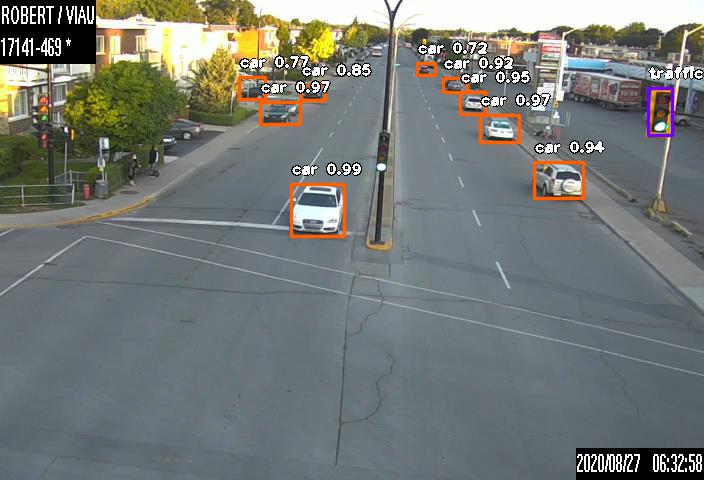 ROBERT / VIAU
17141-469 *
car 0.72
car 0.77
car 0.85
car 0.92
car 0.97
car 0.95
car 0.97
traffic
car 0.94
car 0.99
2020/08/27 06:32:58